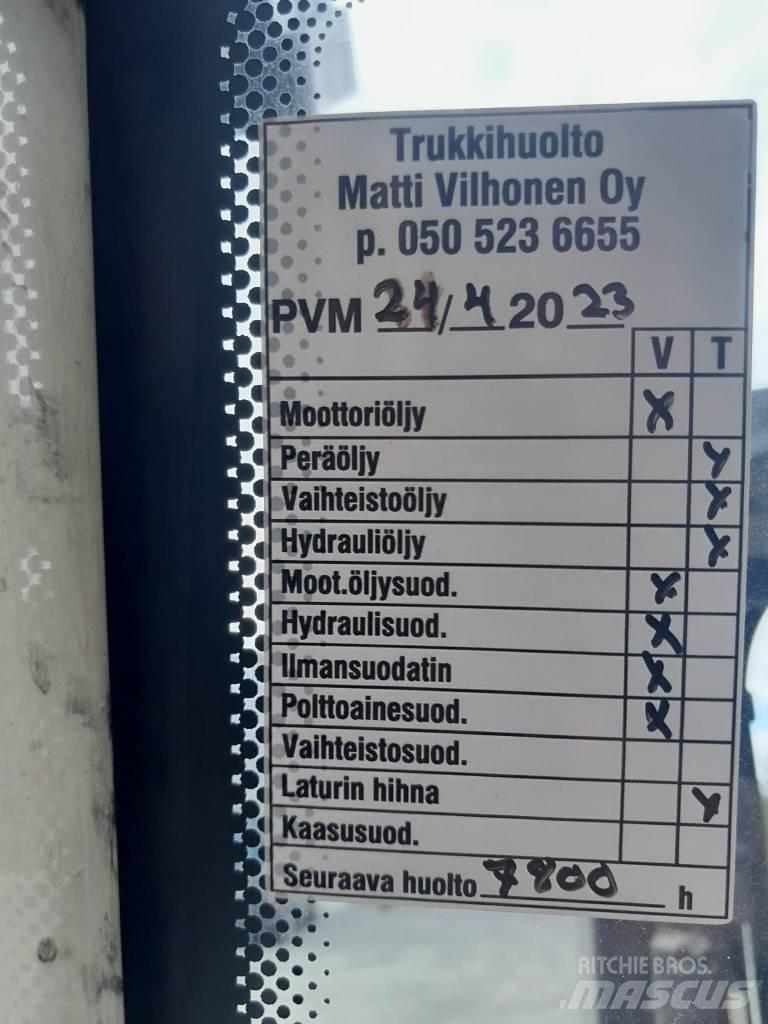 Trukkihuolto
Matti Vilhonen Oy
p. 050 523 6655
PVM 24/4 2023
V T
Moottoriöljy X
Peräöljy X
Vaihteistoöljy X
Hydrauliöljy X
Moot.öljysuod. X
Hydraulisuod. X
Ilmansuodatin X
Polttoainesuod. X
Vaihteistosuod.
Laturin hihna X
Kaasusuod.
Seuraava huolto 7800 h
RITCHIE BROS.
MASCUS